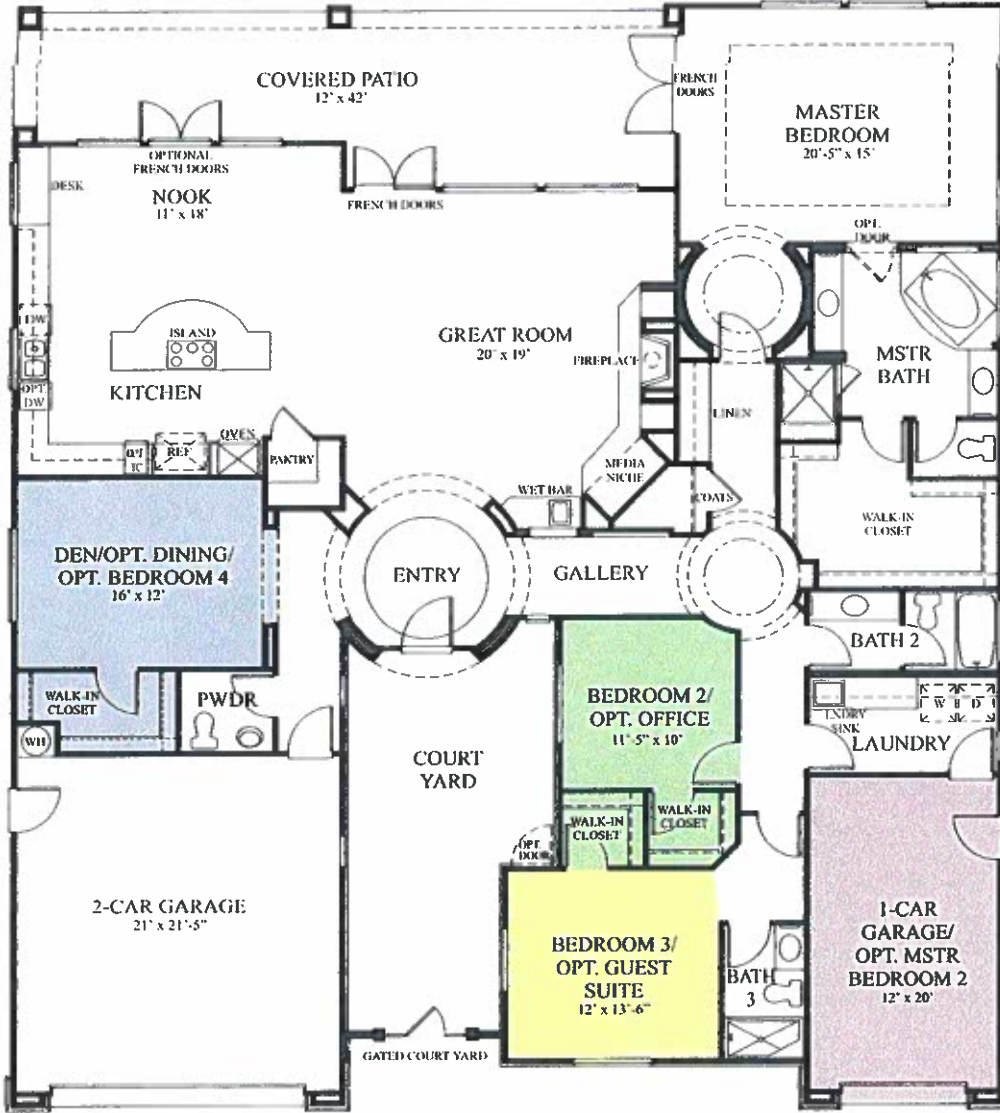 COVERED PATIO
12' x 42'
FRENCH
DOORS
MASTER
BEDROOM
20'-5" x 15'
OPTIONAL
FRENCH DOORS
DESK
NOOK
11' x 18'
FRENCH DOORS
OPT.
DOOR
DW
ISLAND
GREAT ROOM
20" x 19'
FIREPLACE
MSTR
BATH
OPT.
DW
KITCHEN
LINEN
OVEN
REF
OPT
TC
PANTRY
MEDIA
NICHE
WET BAR
COATS
WALK-IN
CLOSET
DEN/OPT. DINING/
OPT. BEDROOM 4
16' x 12'
ENTRY
GALLERY
BATH 2
WALK-IN
CLOSET
PWDR
BEDROOM 2/
OPT. OFFICE
11'-5" x 10'
LNDRY
SINK
W
D
LAUNDRY
WH
COURT
YARD
WALK-IN
CLOSET
WALK-IN
CLOSET
OPT.
DOOR
2-CAR GARAGE
21' x 21'-5"
BEDROOM 3/
OPT. GUEST
SUITE
12' x 13'-6"
BATH
3
1-CAR
GARAGE/
OPT. MSTR
BEDROOM 2
12' x 20'
GATED COURT YARD